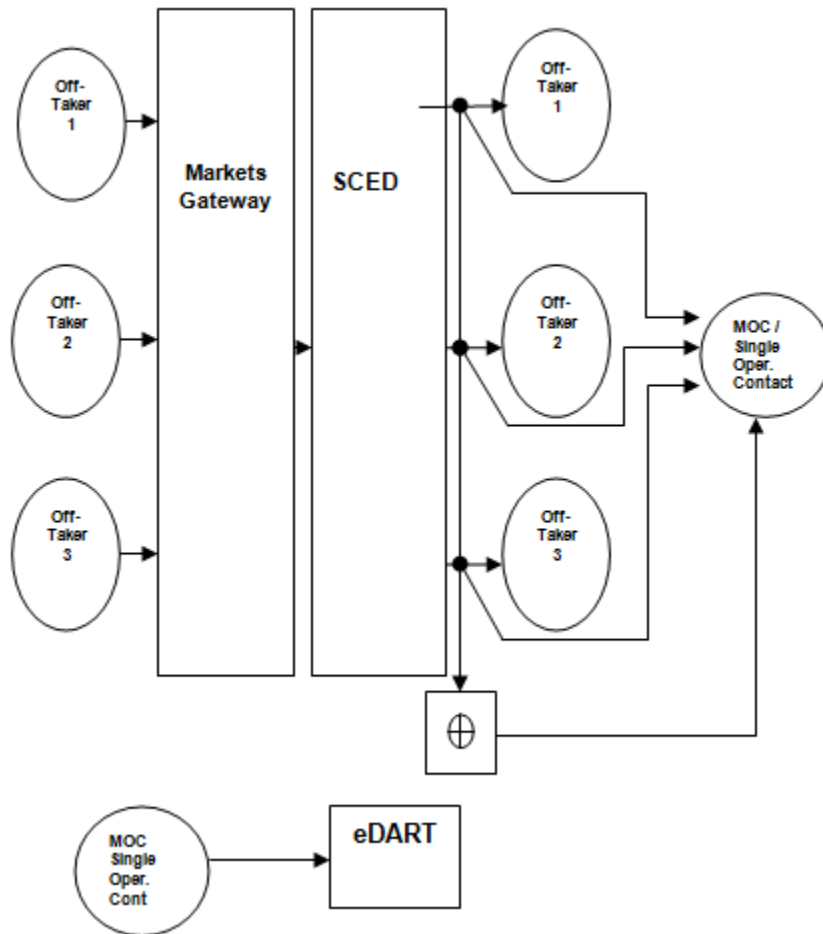 Off-
Taker
1
Markets
Gateway
SCED
Off-
Taker
1
Off-
Taker
2
Off-
Taker
2
MOC /
Single
Oper.
Contact
Off-
Taker
3
Off-
Taker
3
MOC
Single
Oper.
Cont
eDART